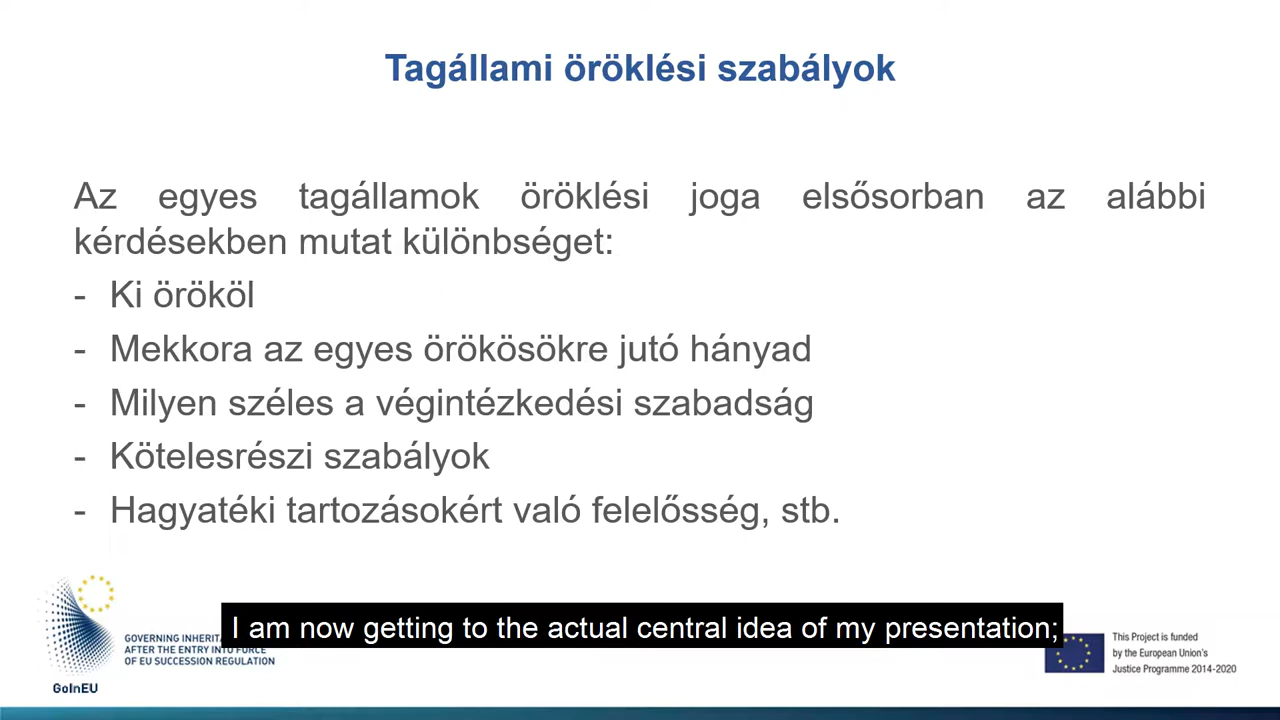 Tagállami öröklési szabályok
Az egyes tagállamok öröklési joga elsősorban az alábbi
kérdésekben mutat különbséget:
- Ki örököl
- Mekkora az egyes örökösökre jutó hányad
- Milyen széles a végintézkedési szabadság
- Kötelesrészi szabályok
- Hagyatéki tartozásokért való felelősség, stb.
I am now getting to the actual central idea of my presentation;
GOVERNING
AFTER THE ENTRY INTO FORCE
OF EU SUCCESSION REGULATION
GoInEU
This Project is funded
by the European Union's
Justice Programme 2014-2020